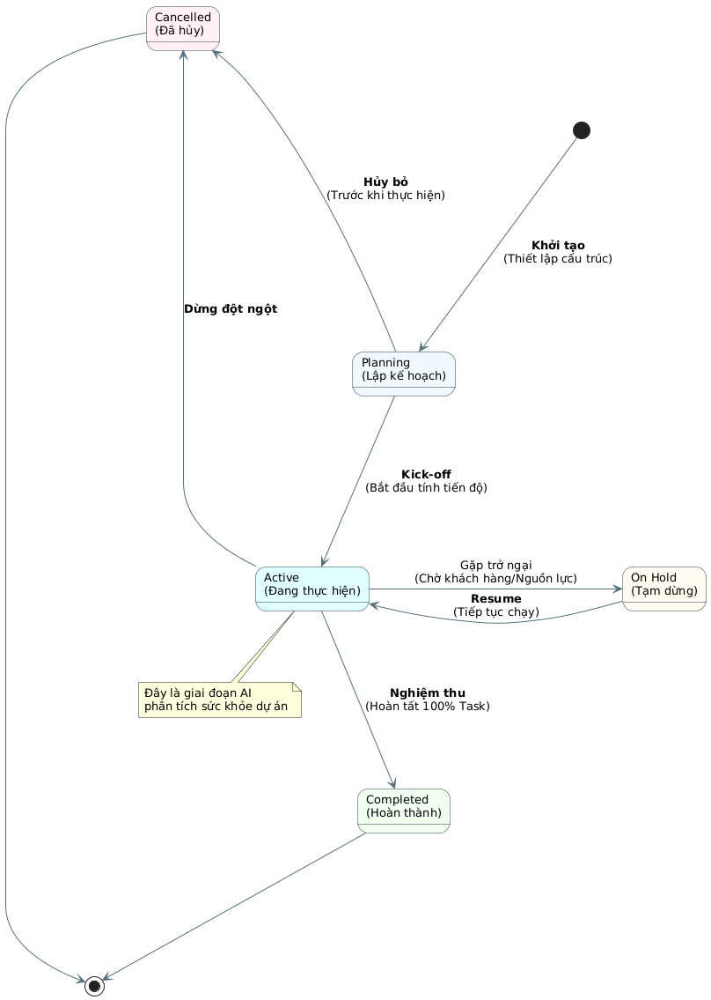 Cancelled
(Đã hủy)
Hủy bỏ
(Trước khi thực hiện)
Khởi tạo
(Thiết lập cấu trúc)
Dừng đột ngột
Planning
(Lập kế hoạch)
Kick-off
(Bắt đầu tính tiến độ)
Active
(Đang thực hiện)
Gặp trở ngại
(Chờ khách hàng/Nguồn lực)
Resume
(Tiếp tục chạy)
On Hold
(Tạm dừng)
Đây là giai đoạn AI
phân tích sức khỏe dự án
Nghiệm thu
(Hoàn tất 100% Task)
Completed
(Hoàn thành)